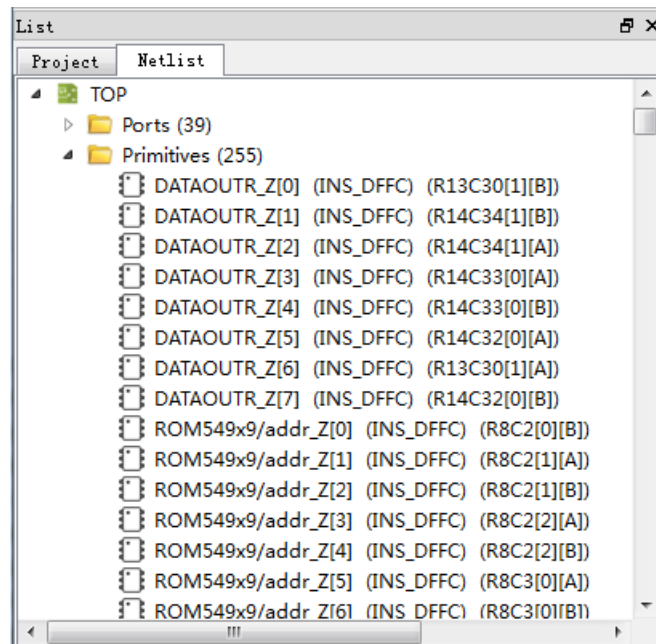 List
Project Netlist
TOP
Ports (39)
Primitives (255)
DATAOUTR_Z[0] (INS_DFFC) (R13C30[1][B])
DATAOUTR_Z[1] (INS_DFFC) (R14C34[1][B])
DATAOUTR_Z[2] (INS_DFFC) (R14C34[1][A])
DATAOUTR_Z[3] (INS_DFFC) (R14C33[0][A])
DATAOUTR_Z[4] (INS_DFFC) (R14C33[0][B])
DATAOUTR_Z[5] (INS_DFFC) (R14C32[0][A])
DATAOUTR_Z[6] (INS_DFFC) (R13C30[1][A])
DATAOUTR_Z[7] (INS_DFFC) (R14C32[0][B])
ROM549x9/addr_Z[0] (INS_DFFC) (R8C2[0][B])
ROM549x9/addr_Z[1] (INS_DFFC) (R8C2[1][A])
ROM549x9/addr_Z[2] (INS_DFFC) (R8C2[1][B])
ROM549x9/addr_Z[3] (INS_DFFC) (R8C2[2][A])
ROM549x9/addr_Z[4] (INS_DFFC) (R8C2[2][B])
ROM549x9/addr_Z[5] (INS_DFFC) (R8C3[0][A])
ROM549x9/addr_Z[6] (INS_DFFC) (R8C3[0][B])